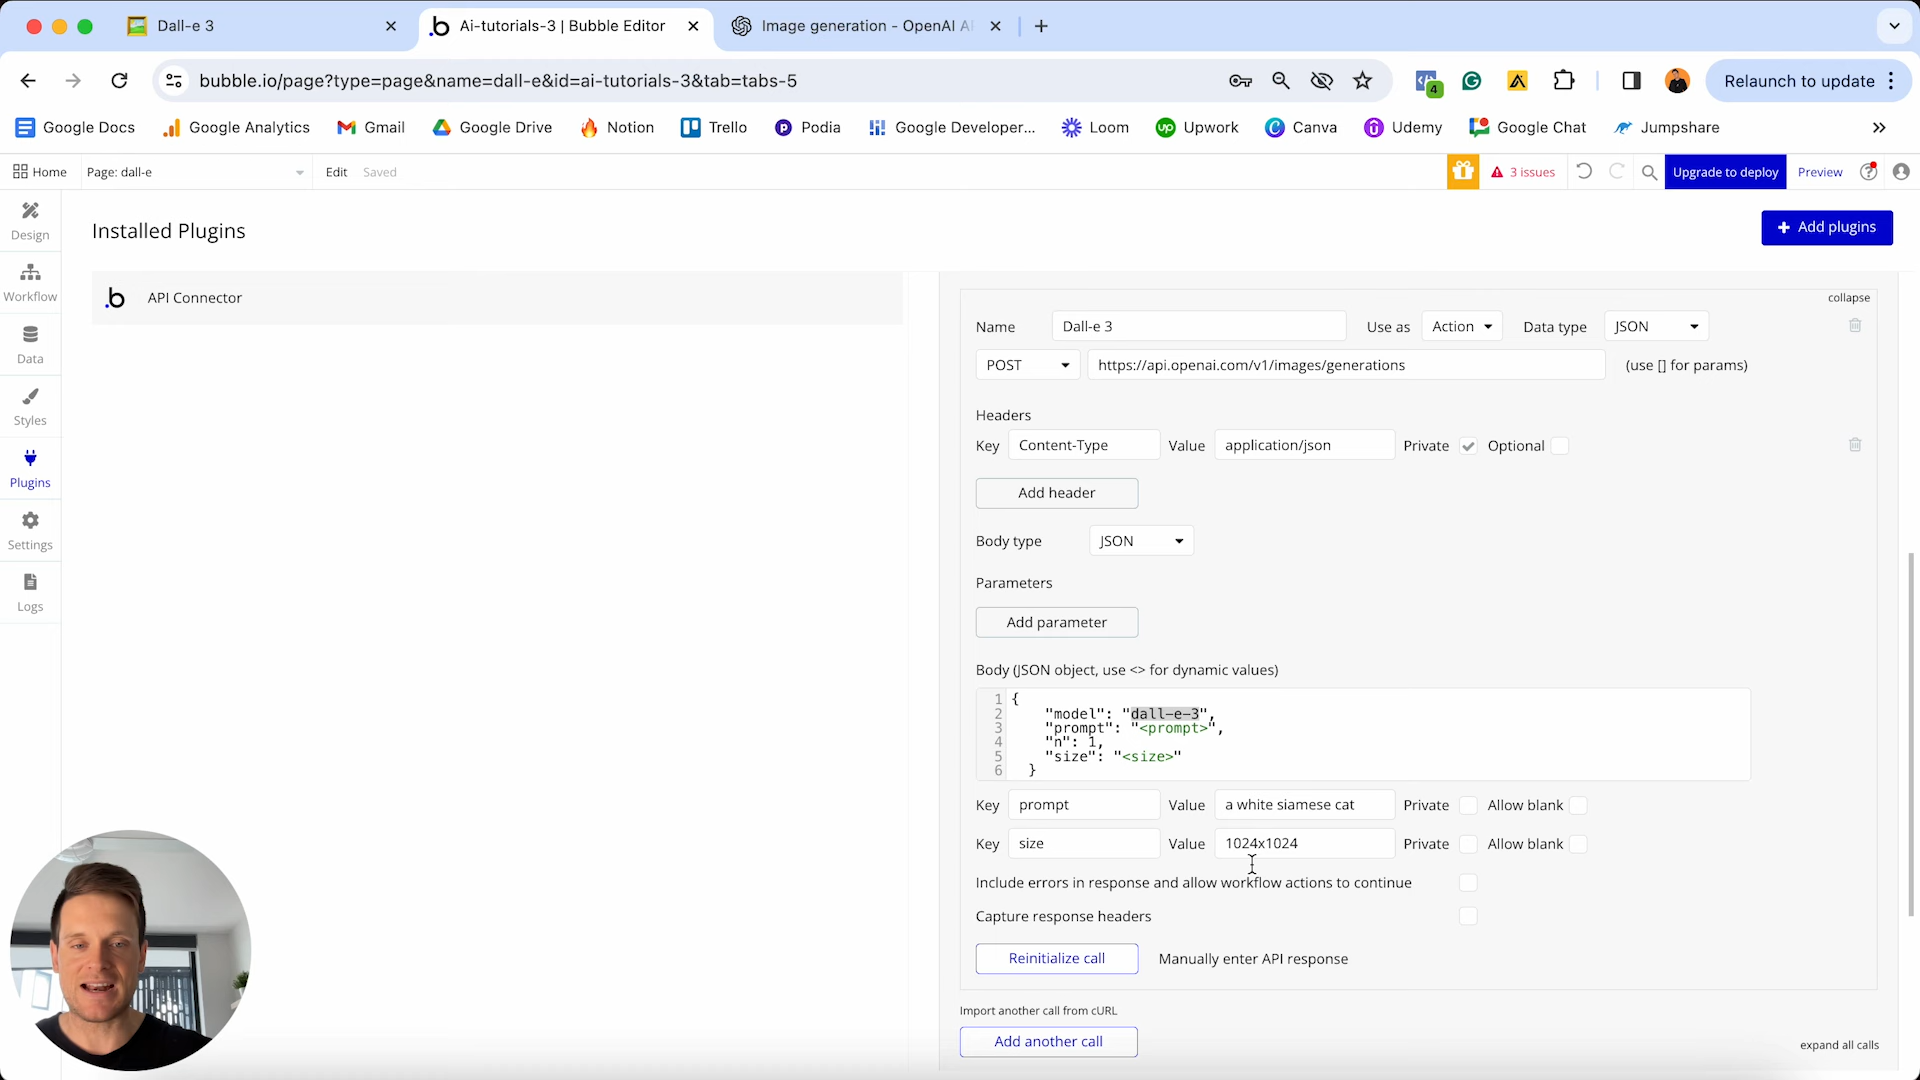 Dall-e 3
Ai-tutorials-3 | Bubble Editor
Image generation - OpenAI AI
bubble.io/page?type=page&name=dall-e&id=ai-tutorials-3&tab=tabs-5
4
Relaunch to update
Google Docs
Google Analytics
Gmail
Google Drive
Notion
Trello
Podia
Google Developer...
Loom
up
Upwork
Canva
Udemy
Google Chat
Jumpshare
Home
Page: dall-e
Edit
Saved
3 issues
Upgrade to deploy
Preview
Design
Workflow
Data
Styles
Plugins
Settings
Logs
Installed Plugins
+ Add plugins
API Connector
collapse
Name Dall-e 3 Use as Action Data type JSON
POST https://api.openai.com/v1/images/generations (use [] for params)
Headers
Key Content-Type Value application/json Private Optional
Add header
Body type JSON
Parameters
Add parameter
Body (JSON object, use <> for dynamic values)
1 {
2 "model": "dall-e-3",
3 "prompt": "<prompt>",
4 "n": 1,
5 "size": "<size>"
6 }
Key prompt Value a white siamese cat Private Allow blank
Key size Value 1024x1024 Private Allow blank
Include errors in response and allow workflow actions to continue
Capture response headers
Reinitialize call Manually enter API response
Import another call from cURL
Add another call
expand all calls